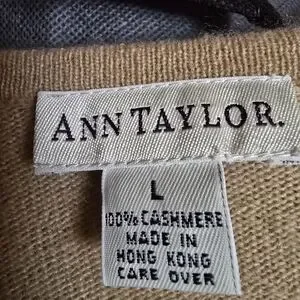 ANN TAYLOR.
L
100% CASHMERE
MADE IN
HONG KONG
CARE OVER